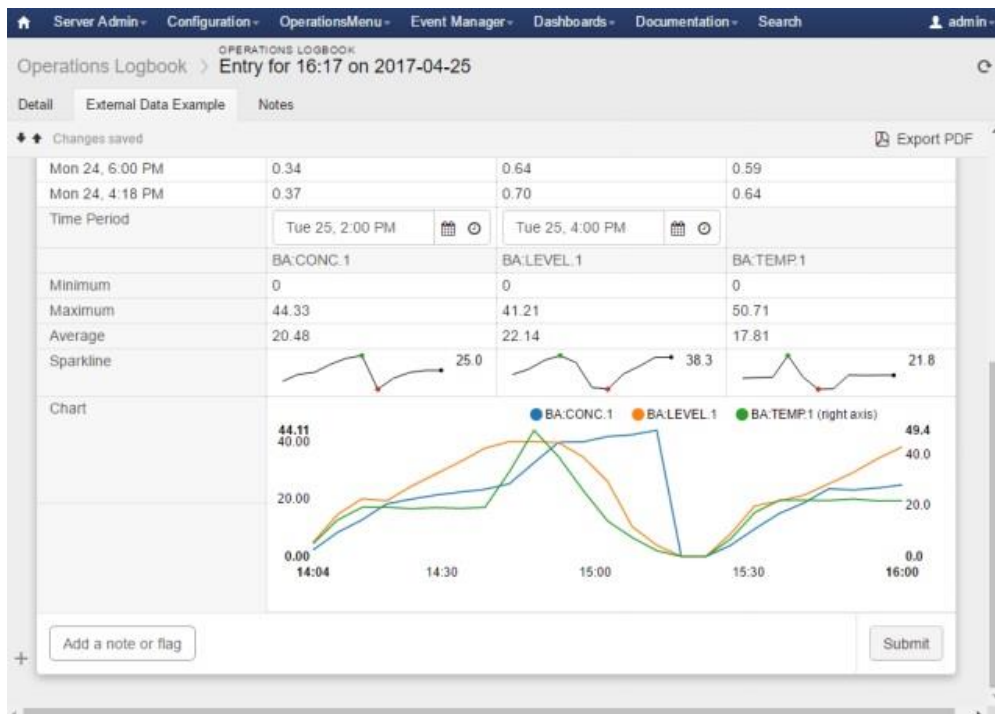 Server Admin Configuration OperationsMenu Event Manager Dashboards Documentation Search admin
OPERATIONS LOGBOOK
Operations Logbook > Entry for 16:17 on 2017-04-25
Detail External Data Example Notes
Changes saved Export PDF
Mon 24, 6:00 PM 0.34 0.64 0.59
Mon 24, 4:18 PM 0.37 0.70 0.64
Time Period Tue 25, 2:00 PM Tue 25, 4:00 PM
BA:CONC.1 BA:LEVEL.1 BA:TEMP.1
Minimum 0 0 0
Maximum 44.33 41.21 50.71
Average 20.48 22.14 17.81
Sparkline 25.0 38.3 21.8
Chart
BA:CONC.1 BA:LEVEL.1 BA:TEMP.1 (right axis)
44.11 49.4
40.00 40.0
20.00 20.0
0.00 0.0
14:04 14:30 15:00 15:30 16:00
Add a note or flag Submit